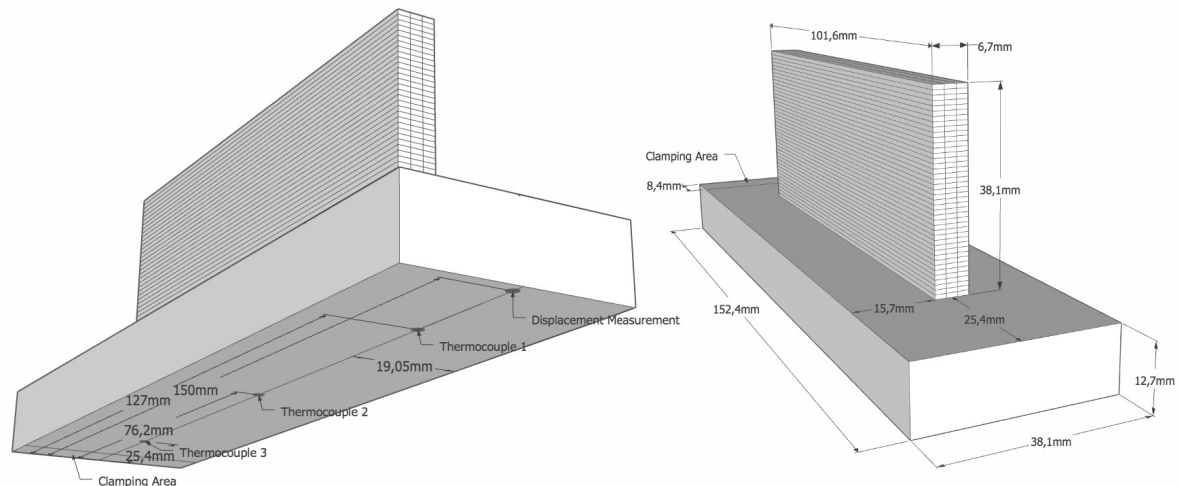 Displacement Measurement
Thermocouple 1
19,05mm
150mm
127mm
Thermocouple 2
76,2mm
Thermocouple 3
25,4mm
Clamping Area
101,6mm
6,7mm
Clamping Area
8,4mm
38,1mm
15,7mm
152,4mm
25,4mm
12,7mm
38,1mm